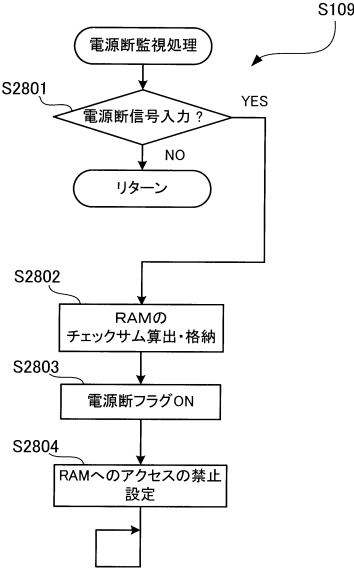 S109
電源断監視処理
S2801
電源断信号入力?
YES
NO
リターン
S2802
RAMの
チェックサム算出・格納
S2803
電源断フラグON
S2804
RAMへのアクセスの禁止
設定